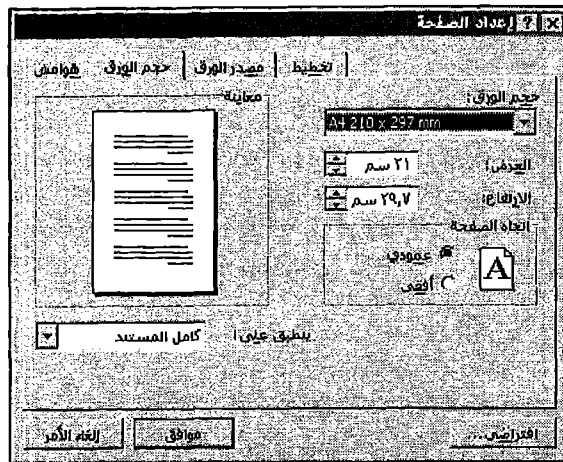 إعداد الصفحة
هوامش حجم الورق مصدر الورق تخطيط
حجم الورق:
معاينة
A4 210 x 297 mm
العرض:
٢١ سم
الارتفاع:
٢٩,٧ سم
اتجاه الصفحة
عمودي
أفقي
A
ينطبق على:
كامل المستند
افتراضي...
موافق
إلغاء الأمر